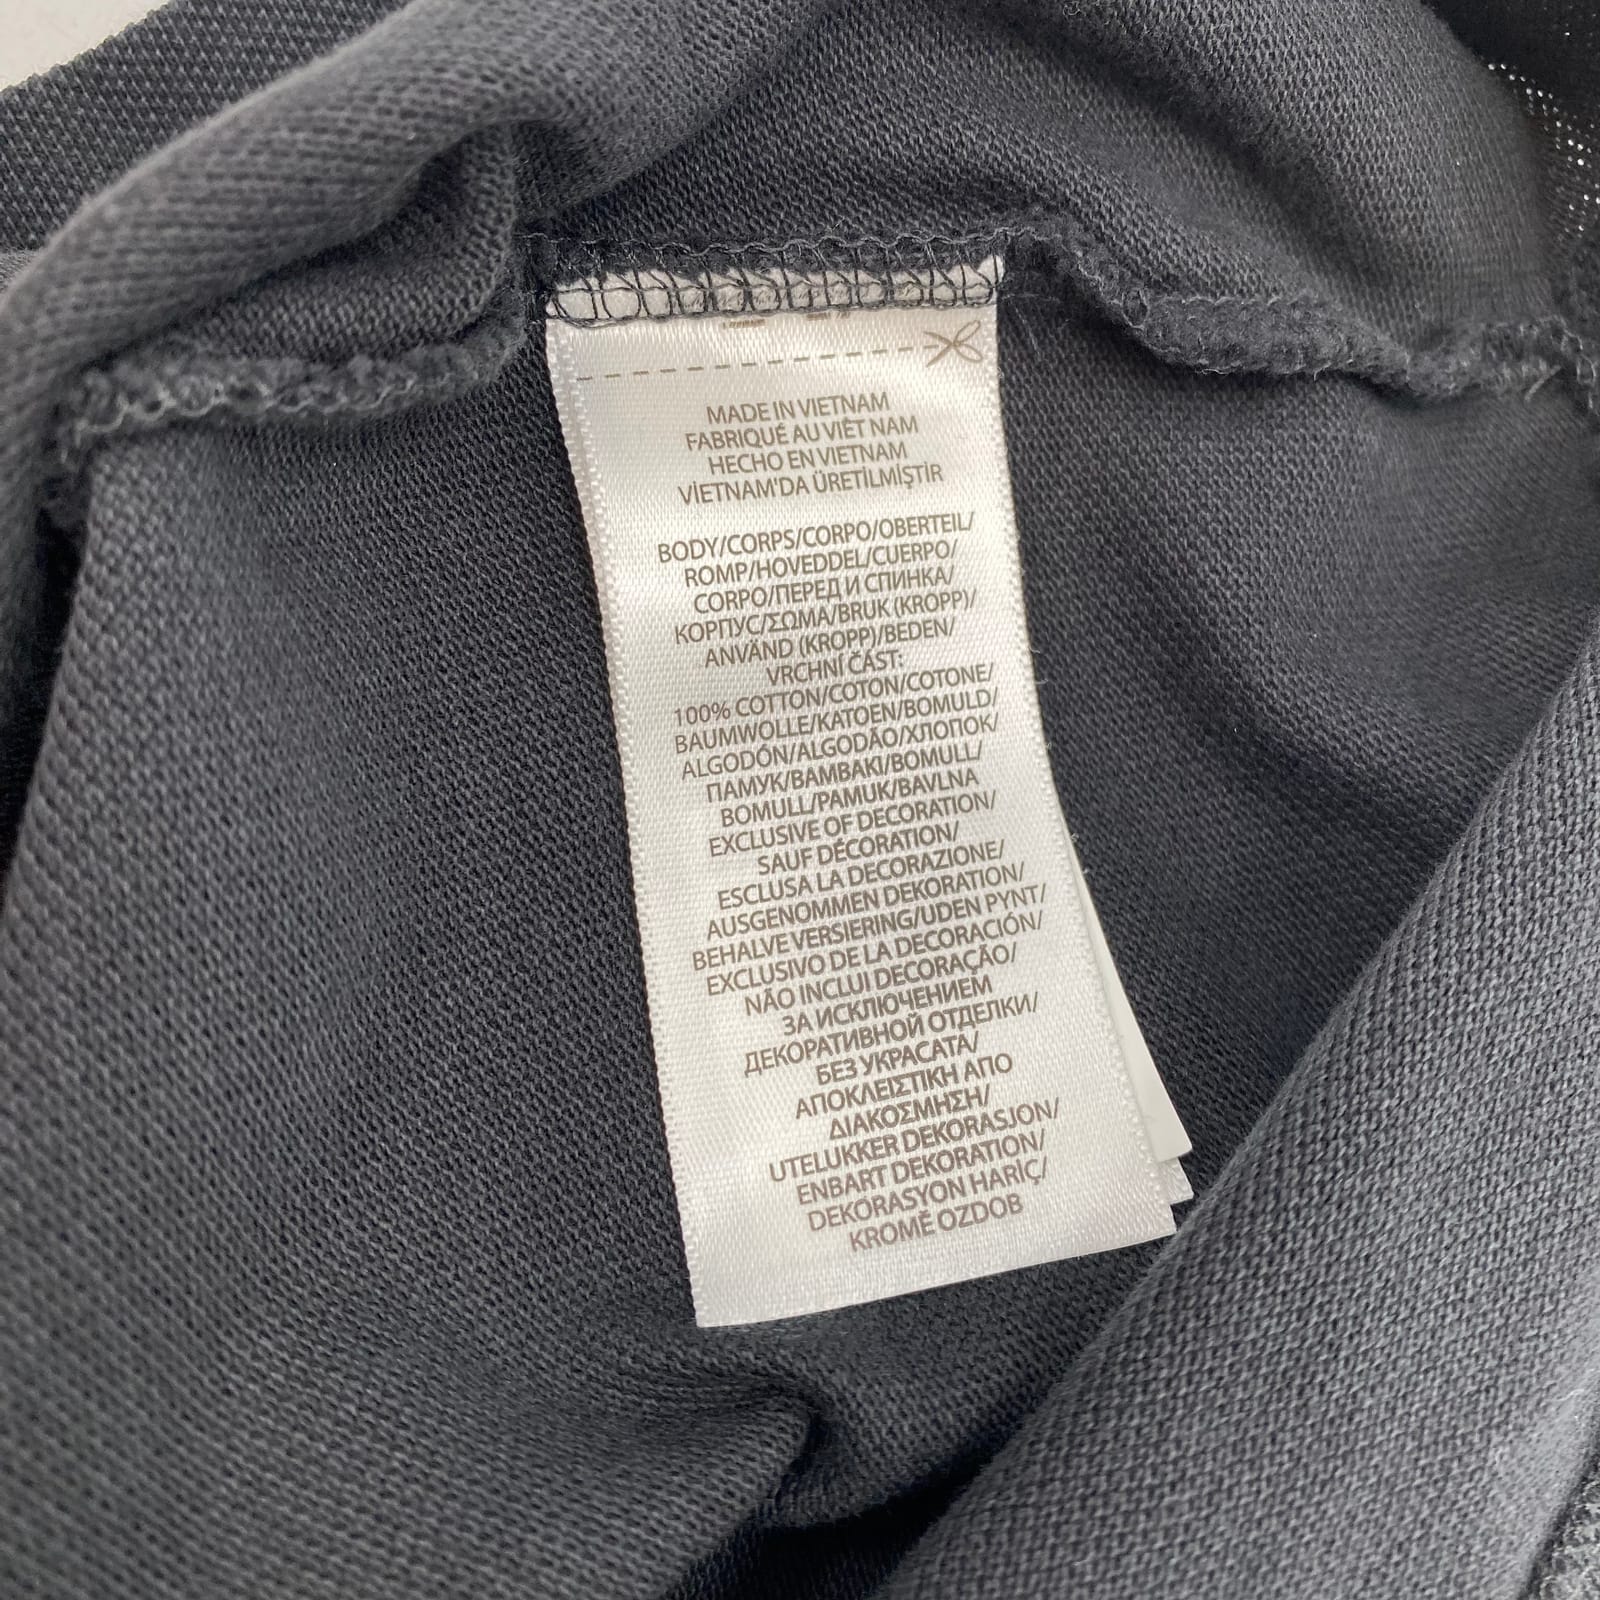 MADE IN VIETNAM
FABRIQUÉ AU VIÊT NAM
HECHO EN VIETNAM
VİETNAM'DA ÜRETİLMİŞTİR
BODY/CORPS/CORPO/OBERTEIL/
ROMP/HOVEDDEL/CUERPO/
CORPO/ПЕРЕД И СПИНКА/
КОРПУС/ΣΩΜΑ/BRUK (KROPP)/
ANVÄND (KROPP)/BEDEN/
VRCHNÍ ČÁST:
100% COTTON/COTON/COTONE/
BAUMWOLLE/KATOEN/BOMULD/
ALGODÓN/ALGODÃO/ХЛОПОК/
ПАМУК/ΒΑΜΒΑΚΙ/BOMULL/
BOMULL/PAMUK/BAVLNA
EXCLUSIVE OF DECORATION/
SAUF DÉCORATION/
ESCLUSA LA DECORAZIONE/
AUSGENOMMEN DEKORATION/
BEHALVE VERSIERING/UDEN PYNT/
EXCLUSIVO DE LA DECORACIÓN/
NÃO INCLUI DECORAÇÃO/
ЗА ИСКЛЮЧЕНИЕМ
ДЕКОРАТИВНОЙ ОТДЕЛКИ/
БЕЗ УКРАСАТА/
ΑΠΟΚΛΕΙΣΤΙΚΗ ΑΠΟ
ΔΙΑΚΟΣΜΗΣΗ/
UTELUKKER DEKORASJON/
ENBART DEKORATION/
DEKORASYON HARİÇ/
KROMĚ OZDOB